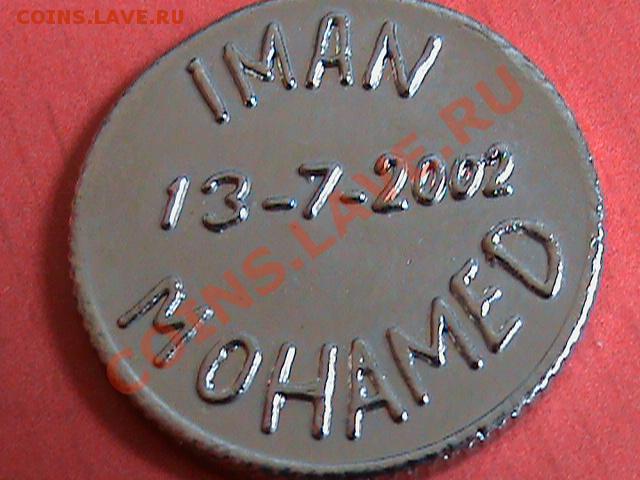 COINS.LAVE.RU
IMAN
13-7-2002
MOHAMED
COINS.LAVE.RU